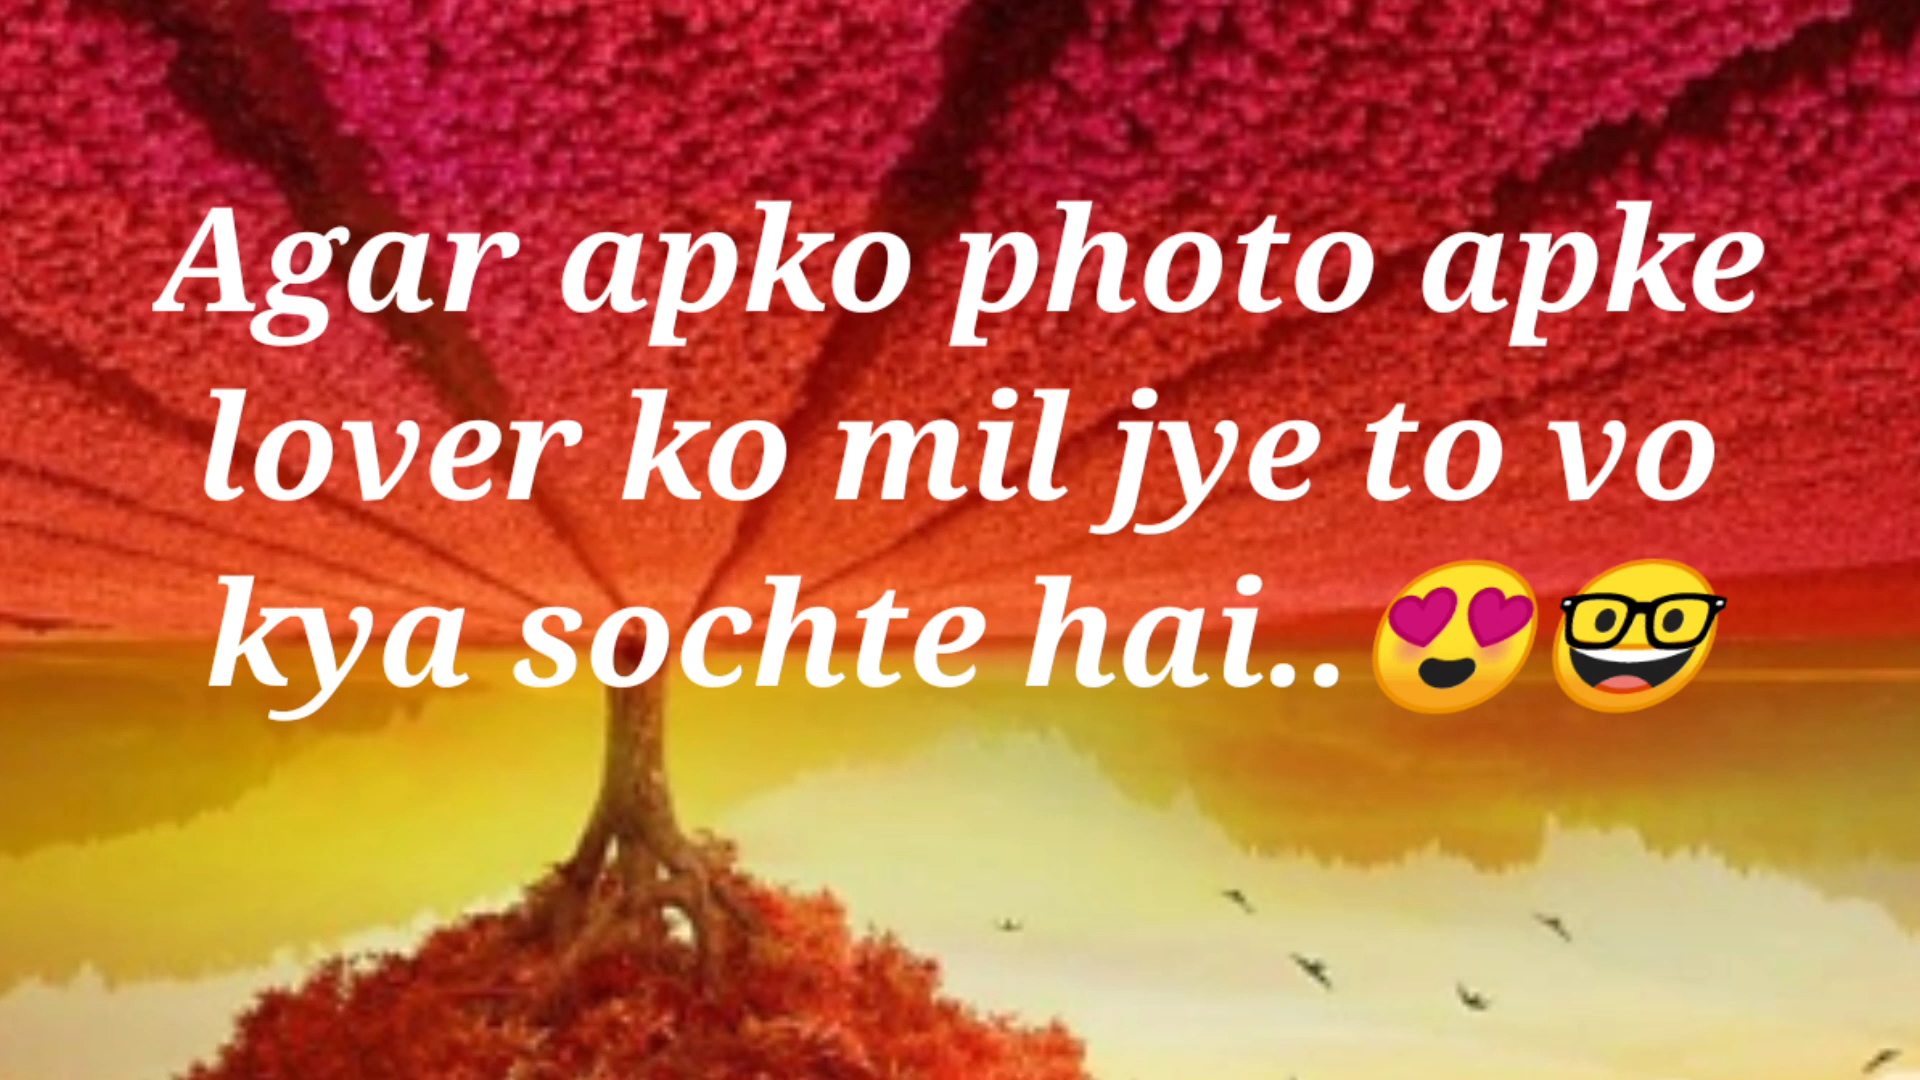 Agar apko photo apke
lover ko mil jye to vo
kya sochte hai..😍🤓